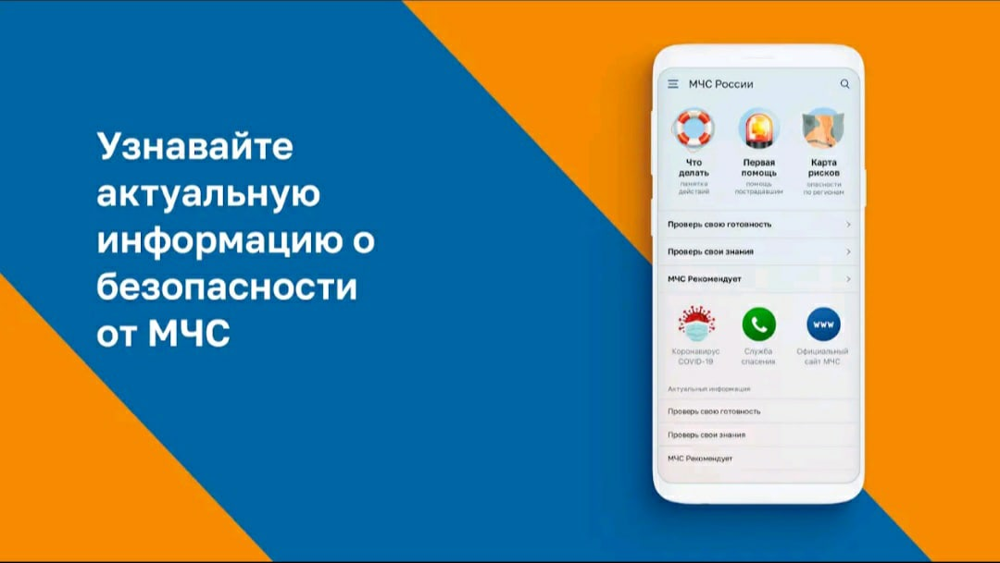 Узнавайте
актуальную
информацию о
безопасности
от МЧС
МЧС России
Что делать
памятка действий
Первая помощь
помощь пострадавшим
Карта рисков
опасности по регионам
Проверь свою готовность
Проверь свои знания
МЧС Рекомендует
Коронавирус COVID-19
Служба спасения
www
Официальный сайт МЧС
Актуальная информация
Проверь свою готовность
Проверь свои знания
МЧС Рекомендует